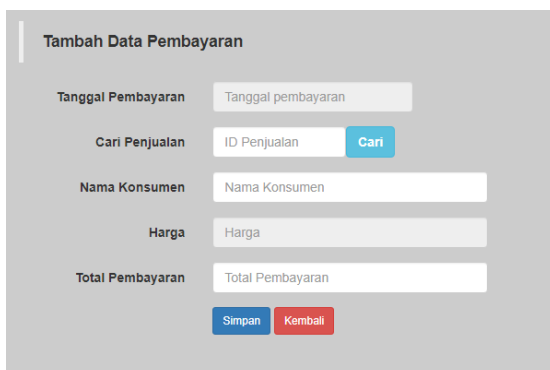 Tambah Data Pembayaran
Tanggal Pembayaran Tanggal pembayaran
Cari Penjualan ID Penjualan Cari
Nama Konsumen Nama Konsumen
Harga Harga
Total Pembayaran Total Pembayaran
Simpan Kembali